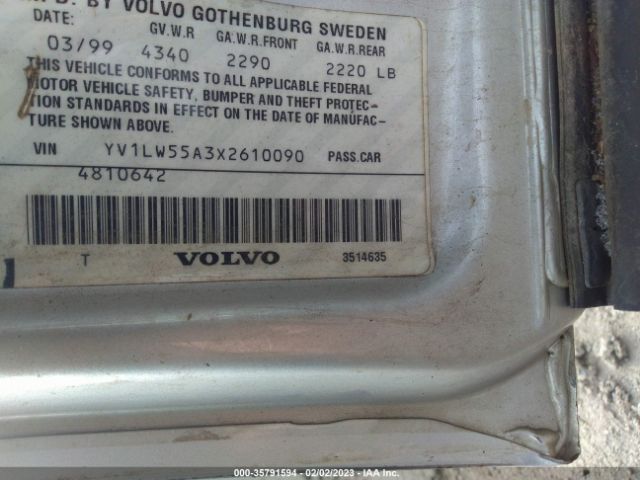 BY VOLVO GOTHENBURG SWEDEN
DATE: GV.W.R GA.W.R.FRONT GA.W.R.REAR
03/99 4340 2290 2220 LB
THIS VEHICLE CONFORMS TO ALL APPLICABLE FEDERAL
MOTOR VEHICLE SAFETY, BUMPER AND THEFT PROTEC-
TION STANDARDS IN EFFECT ON THE DATE OF MANUFAC-
TURE SHOWN ABOVE.
VIN YV1LW55A3X2610090 PASS.CAR
4810642
T VOLVO 3514635
000-35791594 - 02/02/2023 - IAA Inc.